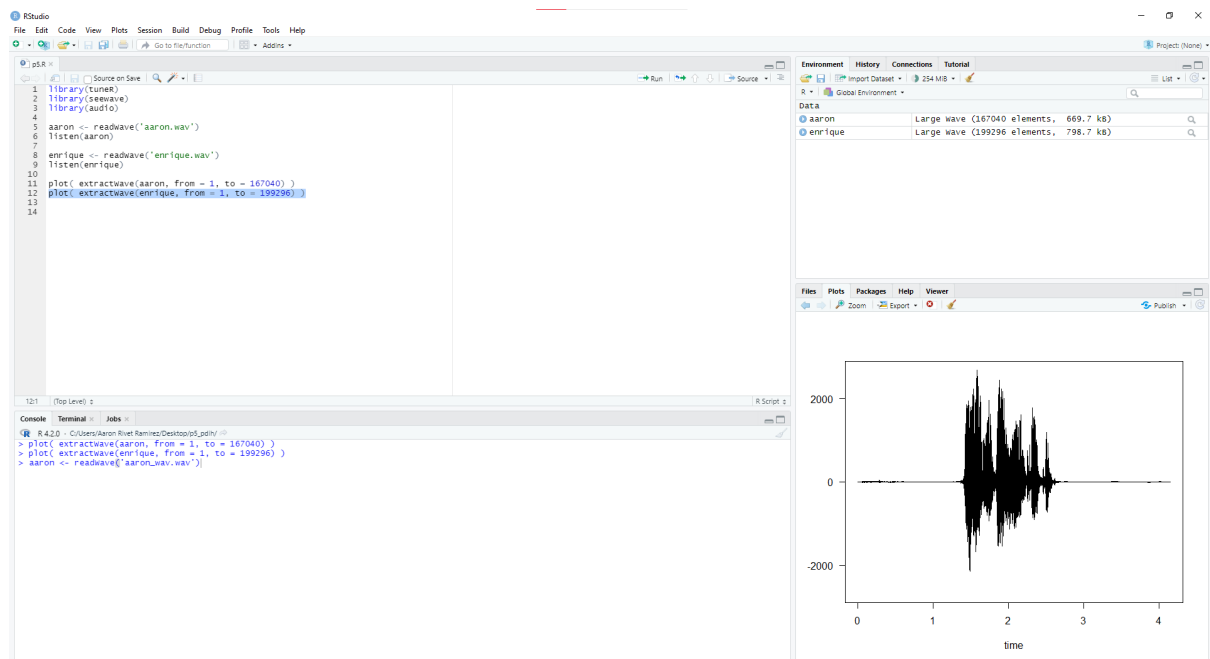 RStudio
File Edit Code View Plots Session Build Debug Profile Tools Help
Go to file/function Addins Project: (None)
p5.R
Source on Save Run Source
1 library(tuneR)
2 library(seewave)
3 library(audio)
4
5 aaron <- readWave('aaron.wav')
6 listen(aaron)
7
8 enrique <- readWave('enrique.wav')
9 listen(enrique)
10
11 plot( extractWave(aaron, from = 1, to = 167040) )
12 plot( extractWave(enrique, from = 1, to = 199296) )
13
14
12:1 (Top Level) R Script
Console Terminal Jobs
R 4.2.0 · C:/Users/Aaron Rivet Ramirez/Desktop/p5_pdih/
> plot( extractWave(aaron, from = 1, to = 167040) )
> plot( extractWave(enrique, from = 1, to = 199296) )
> aaron <- readWave('aaron_wav.wav')
Environment History Connections Tutorial
Import Dataset 254 MiB List
R Global Environment
Data
aaron Large Wave (167040 elements, 669.7 kB)
enrique Large Wave (199296 elements, 798.7 kB)
Files Plots Packages Help Viewer
Zoom Export Publish
2000
0
-2000
0 1 2 3 4
time